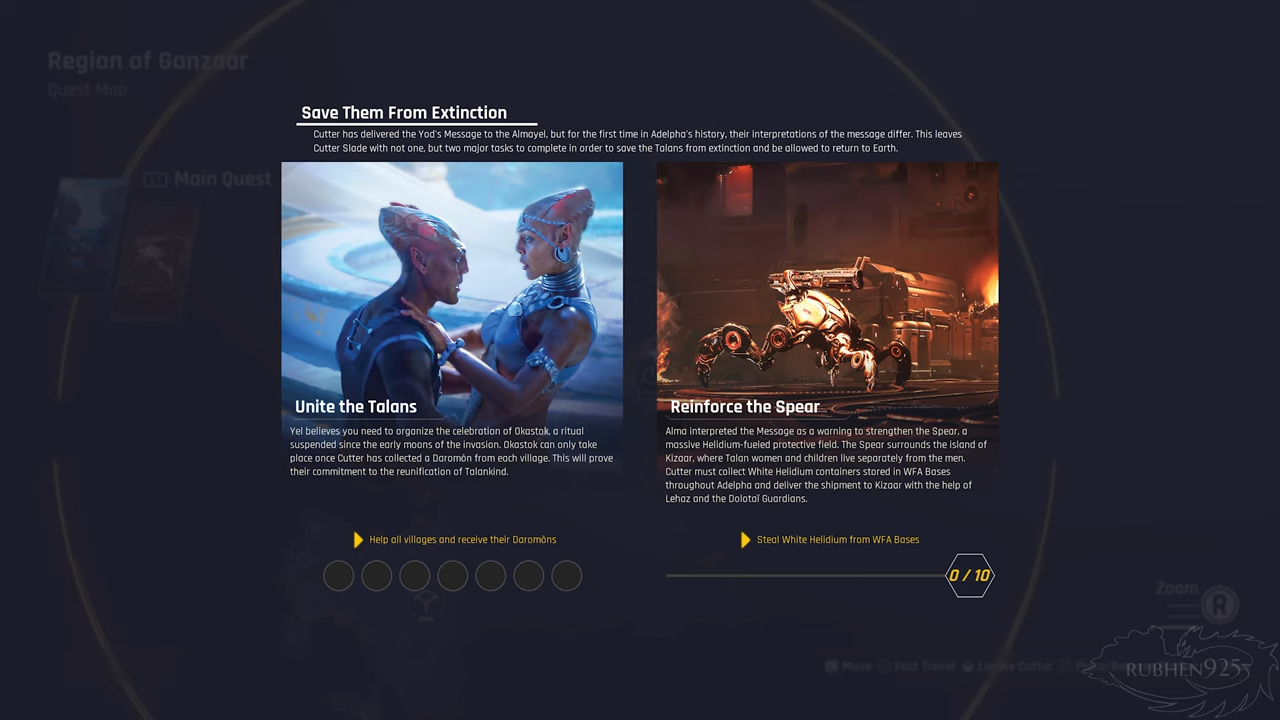 Region of Ganzaar
Quest Map
Save Them From Extinction
Cutter has delivered the Yod's Message to the Almayel, but for the first time in Adelpha's history, their interpretations of the message differ. This leaves
Cutter Slade with not one, but two major tasks to complete in order to save the Talans from extinction and be allowed to return to Earth.
Main Quest
Unite the Talans
Yel believes you need to organize the celebration of Okastok, a ritual
suspended since the early moons of the invasion. Okastok can only take
place once Cutter has collected a Daromôn from each village. This will prove
their commitment to the reunification of Talankind.
Help all villages and receive their Daromôns
Reinforce the Spear
Alma interpreted the Message as a warning to strengthen the Spear, a
massive Helidium-fueled protective field. The Spear surrounds the island of
Kizaar, where Talan women and children live separately from the men.
Cutter must collect White Helidium containers stored in WFA Bases
throughout Adelpha and deliver the shipment to Kizaar with the help of
Lehaz and the Dolotaï Guardians.
Steal White Helidium from WFA Bases
0 / 10
Zoom
R
Move Fast Travel Locate Cutter
RUBHEN925